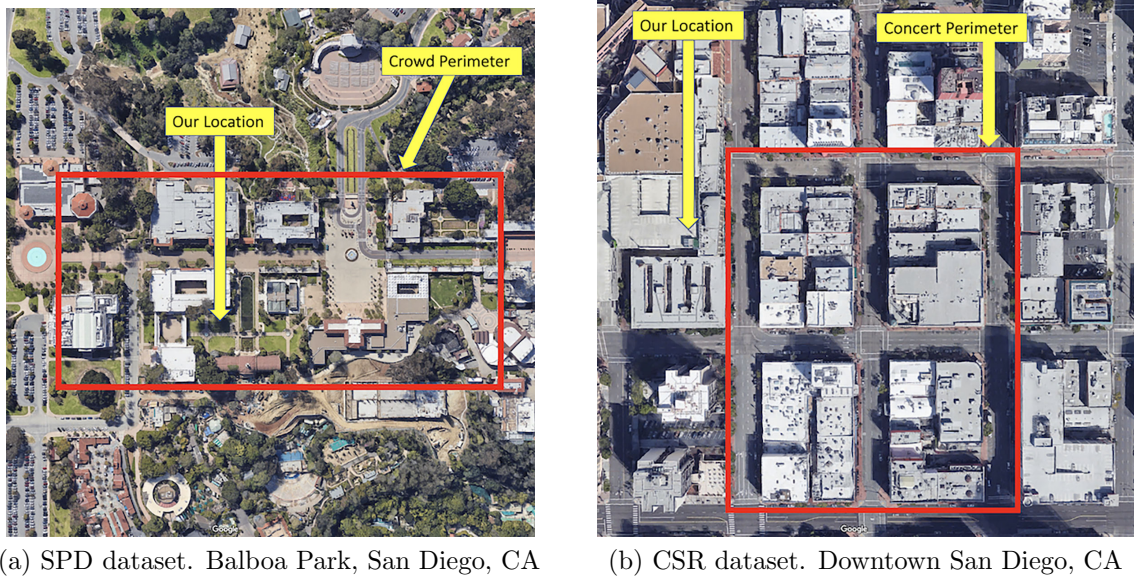 Crowd Perimeter
Our Location
Google
(a) SPD dataset. Balboa Park, San Diego, CA
Our Location
Concert Perimeter
Google
(b) CSR dataset. Downtown San Diego, CA